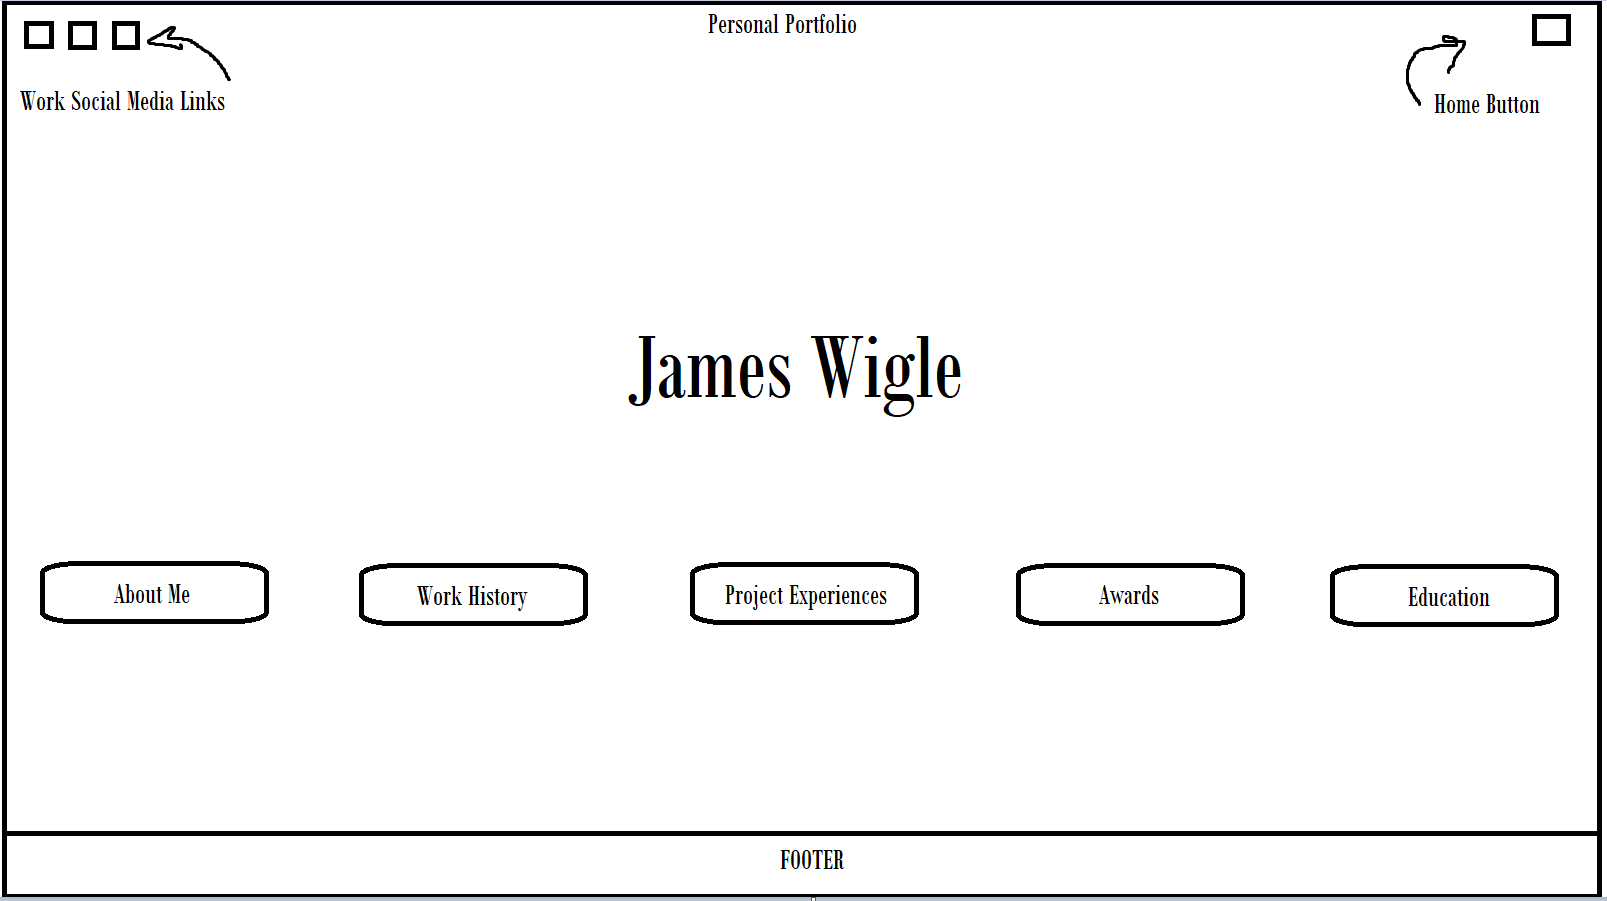 Personal Portfolio
Work Social Media Links
Home Button
James Wigle
About Me
Work History
Project Experiences
Awards
Education
FOOTER